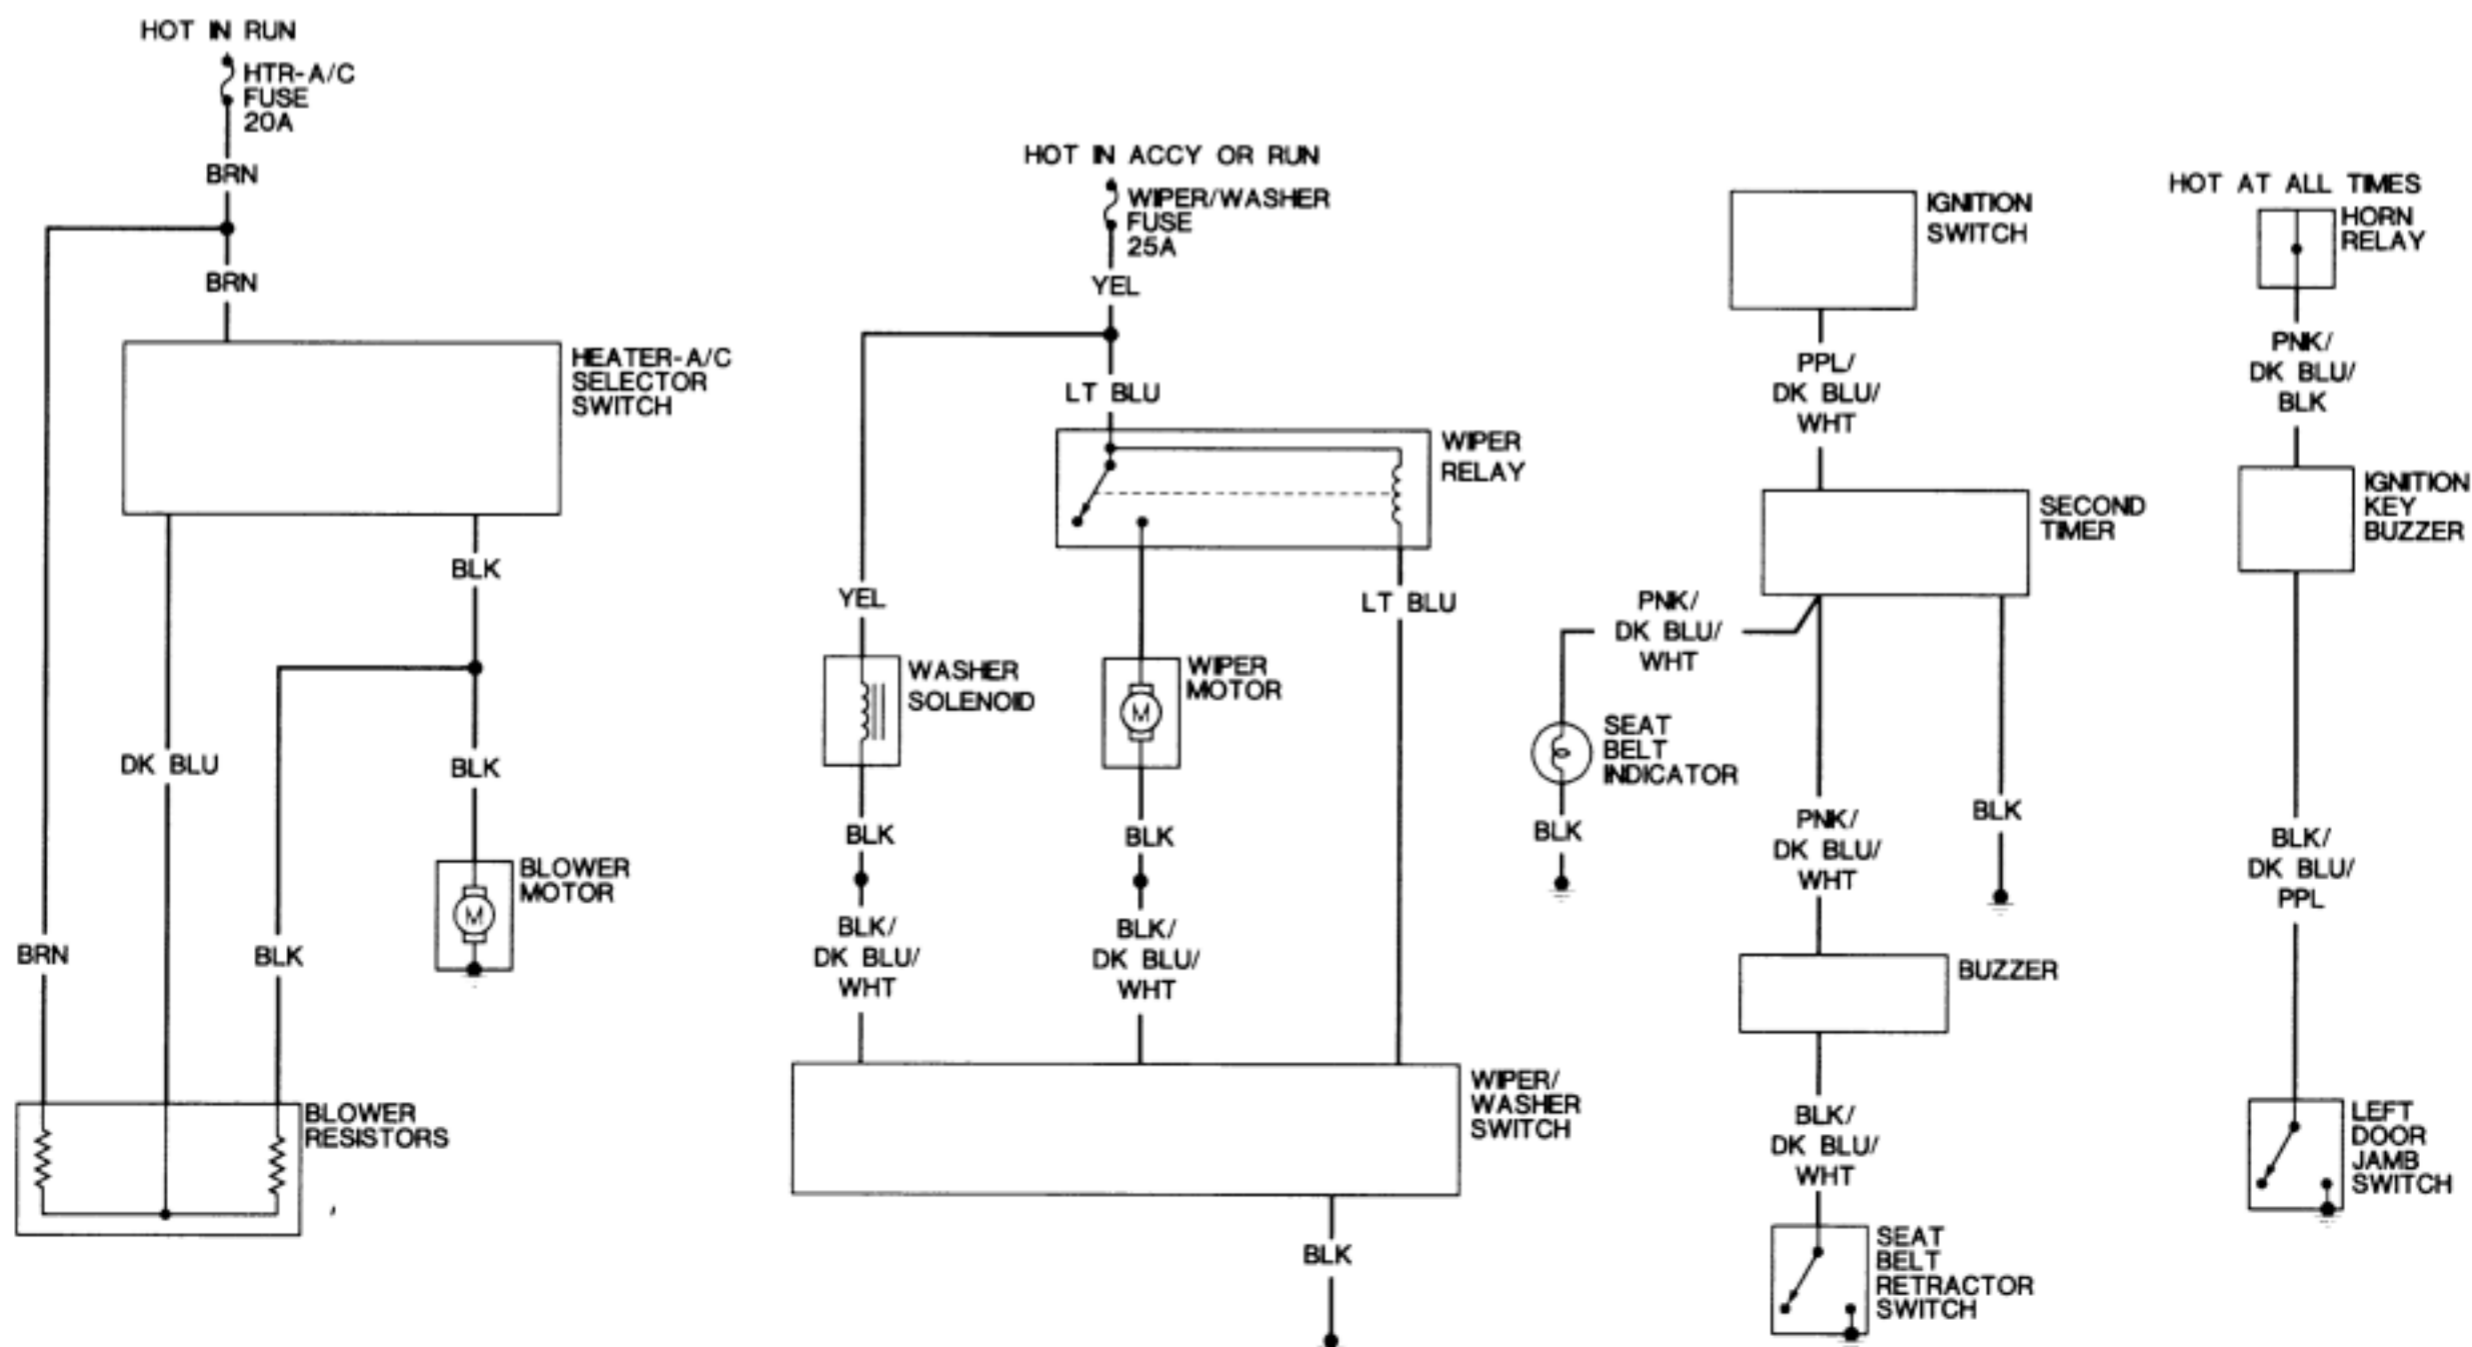 HOT IN RUN
HTR-A/C
FUSE
20A
BRN
BRN
HEATER-A/C
SELECTOR
SWITCH
BLK
DK BLU
BLK
BLOWER
MOTOR
M
BRN
BLK
BLOWER
RESISTORS
HOT IN ACCY OR RUN
WIPER/WASHER
FUSE
25A
YEL
LT BLU
WIPER
RELAY
YEL
LT BLU
WASHER
SOLENOID
WIPER
MOTOR
M
BLK
BLK
BLK/
DK BLU/
WHT
BLK/
DK BLU/
WHT
WIPER/
WASHER
SWITCH
BLK
IGNITION
SWITCH
PPL/
DK BLU/
WHT
SECOND
TIMER
PNK/
DK BLU/
WHT
SEAT
BELT
INDICATOR
BLK
PNK/
DK BLU/
WHT
BLK
BUZZER
BLK/
DK BLU/
WHT
SEAT
BELT
RETRACTOR
SWITCH
HOT AT ALL TIMES
HORN
RELAY
PNK/
DK BLU/
BLK
IGNITION
KEY
BUZZER
BLK/
DK BLU/
PPL
LEFT
DOOR
JAMB
SWITCH